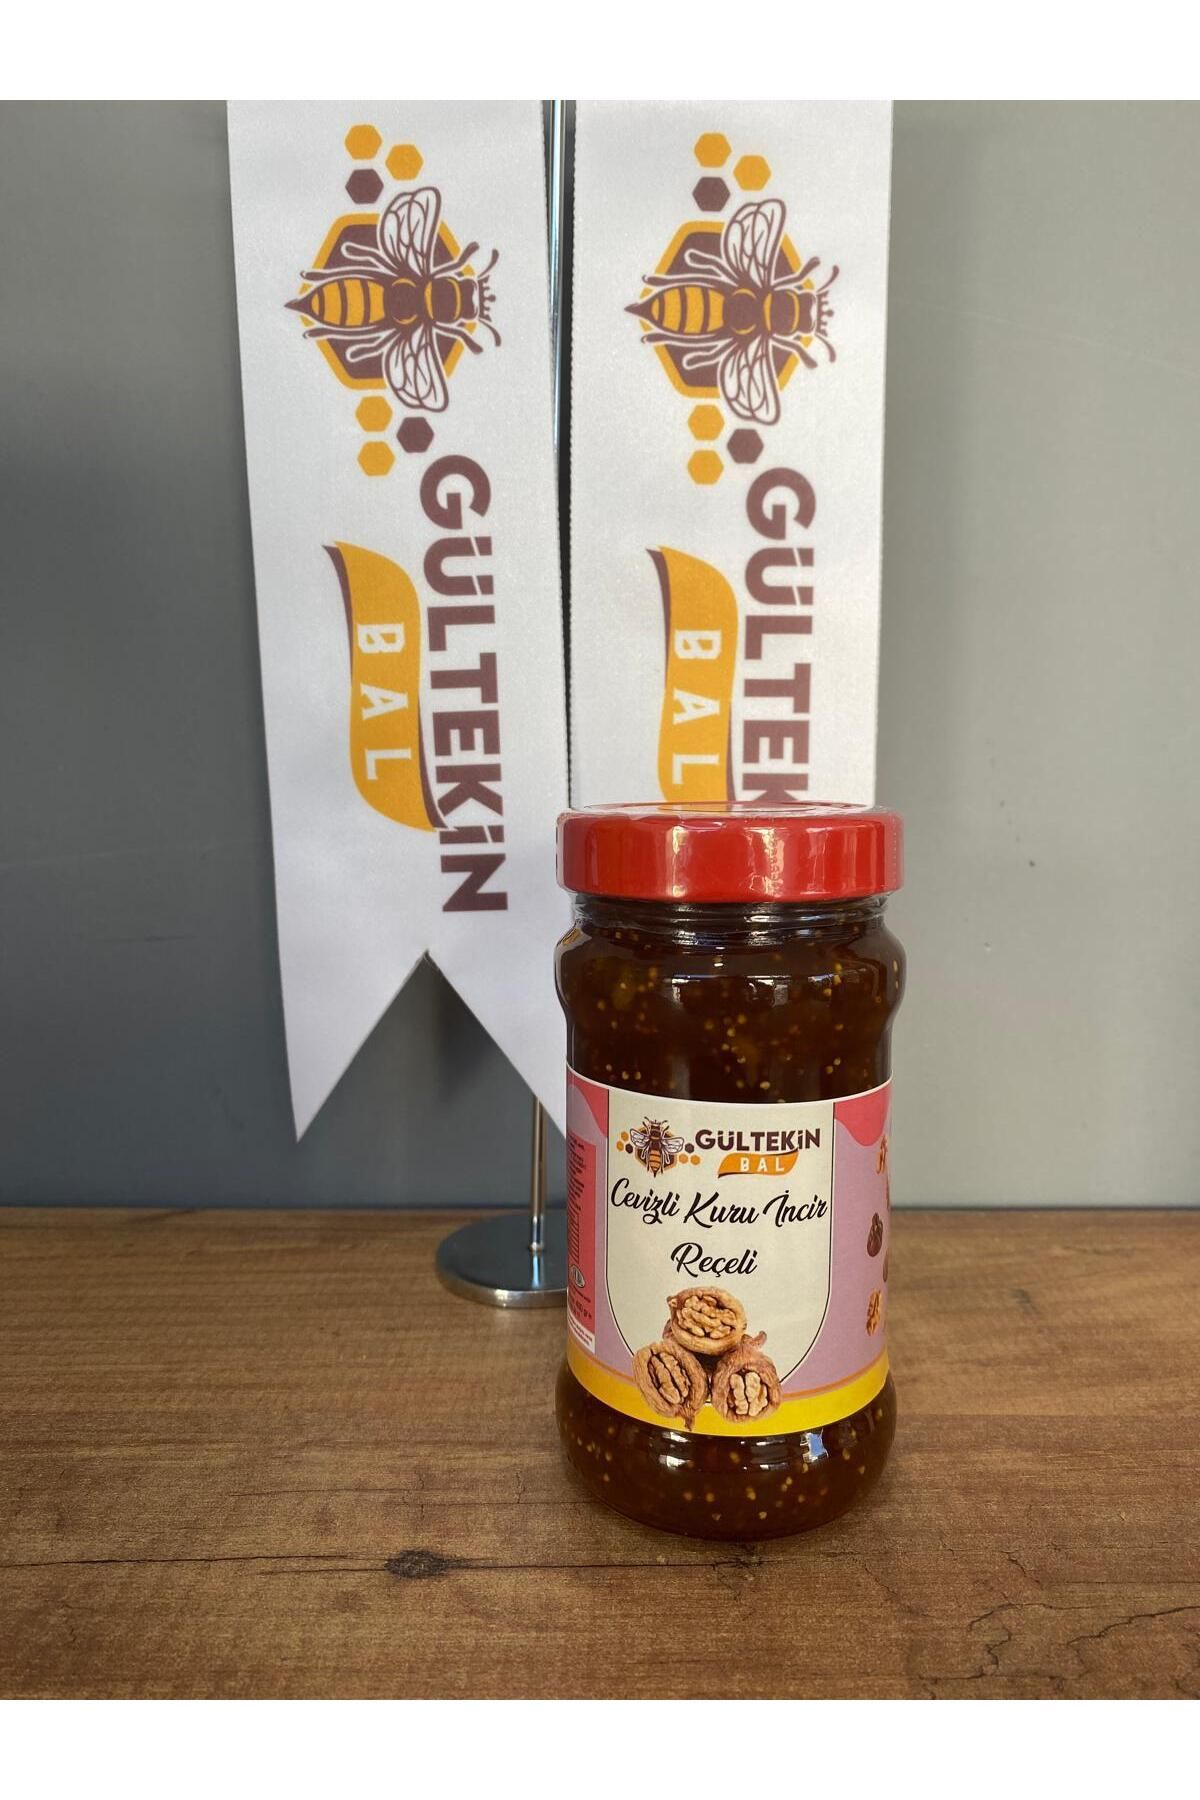 GÜLTEKİN
BAL
GÜLTEKİN
BAL
GÜLTEKİN
BAL
Cevizli Kuru İncir
Reçeli